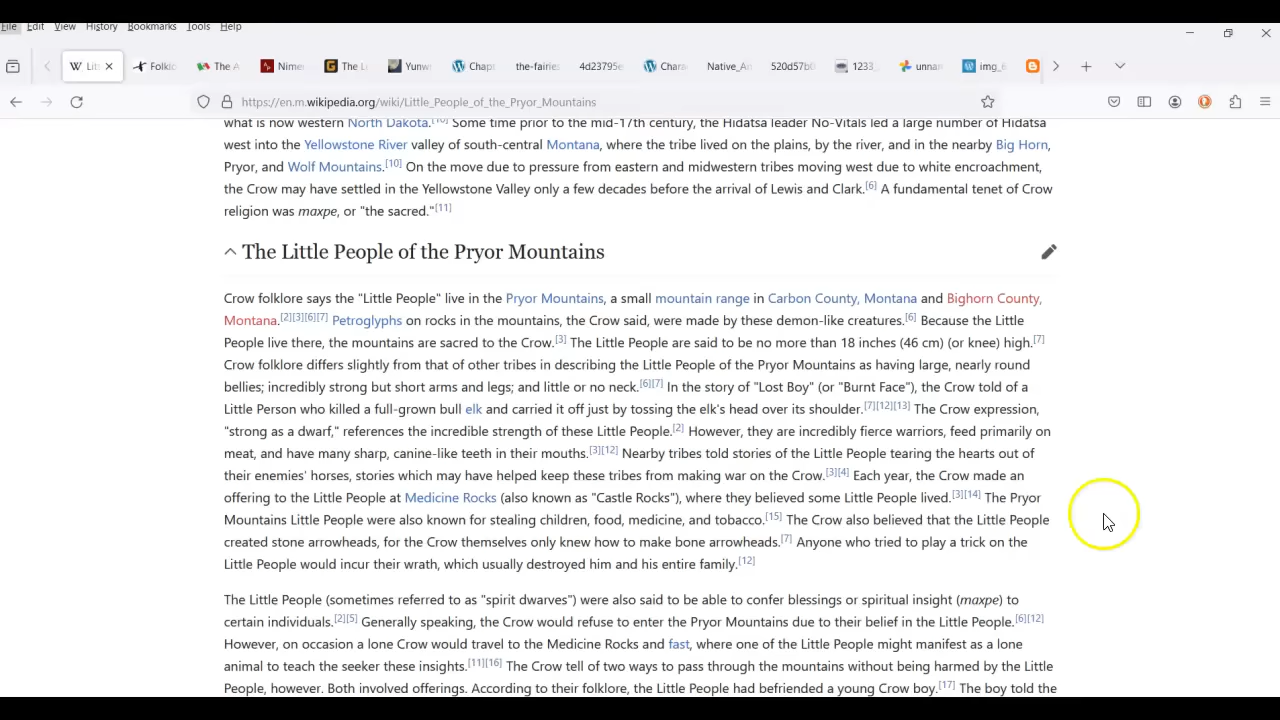 File Edit View History Bookmarks Tools Help
Lit Folklo The A Nimer The L Yunw Chapt the-fairies 4d23795e Chara Native_An 520d57b0 1233_ unnar img_6
https://en.m.wikipedia.org/wiki/Little_People_of_the_Pryor_Mountains
what is now western North Dakota.[10] Some time prior to the mid-17th century, the Hidatsa leader No-Vitals led a large number of Hidatsa
west into the Yellowstone River valley of south-central Montana, where the tribe lived on the plains, by the river, and in the nearby Big Horn,
Pryor, and Wolf Mountains.[10] On the move due to pressure from eastern and midwestern tribes moving west due to white encroachment,
the Crow may have settled in the Yellowstone Valley only a few decades before the arrival of Lewis and Clark.[6] A fundamental tenet of Crow
religion was maxpe, or "the sacred."[11]
The Little People of the Pryor Mountains
Crow folklore says the "Little People" live in the Pryor Mountains, a small mountain range in Carbon County, Montana and Bighorn County,
Montana.[2][3][6][7] Petroglyphs on rocks in the mountains, the Crow said, were made by these demon-like creatures.[6] Because the Little
People live there, the mountains are sacred to the Crow.[3] The Little People are said to be no more than 18 inches (46 cm) (or knee) high.[7]
Crow folklore differs slightly from that of other tribes in describing the Little People of the Pryor Mountains as having large, nearly round
bellies; incredibly strong but short arms and legs; and little or no neck.[6][7] In the story of "Lost Boy" (or "Burnt Face"), the Crow told of a
Little Person who killed a full-grown bull elk and carried it off just by tossing the elk's head over its shoulder.[7][12][13] The Crow expression,
"strong as a dwarf," references the incredible strength of these Little People.[2] However, they are incredibly fierce warriors, feed primarily on
meat, and have many sharp, canine-like teeth in their mouths.[3][12] Nearby tribes told stories of the Little People tearing the hearts out of
their enemies' horses, stories which may have helped keep these tribes from making war on the Crow.[3][4] Each year, the Crow made an
offering to the Little People at Medicine Rocks (also known as "Castle Rocks"), where they believed some Little People lived.[3][14] The Pryor
Mountains Little People were also known for stealing children, food, medicine, and tobacco.[15] The Crow also believed that the Little People
created stone arrowheads, for the Crow themselves only knew how to make bone arrowheads.[7] Anyone who tried to play a trick on the
Little People would incur their wrath, which usually destroyed him and his entire family.[12]
The Little People (sometimes referred to as "spirit dwarves") were also said to be able to confer blessings or spiritual insight (maxpe) to
certain individuals.[2][5] Generally speaking, the Crow would refuse to enter the Pryor Mountains due to their belief in the Little People.[6][12]
However, on occasion a lone Crow would travel to the Medicine Rocks and fast, where one of the Little People might manifest as a lone
animal to teach the seeker these insights.[11][16] The Crow tell of two ways to pass through the mountains without being harmed by the Little
People, however. Both involved offerings. According to their folklore, the Little People had befriended a young Crow boy.[17] The boy told the